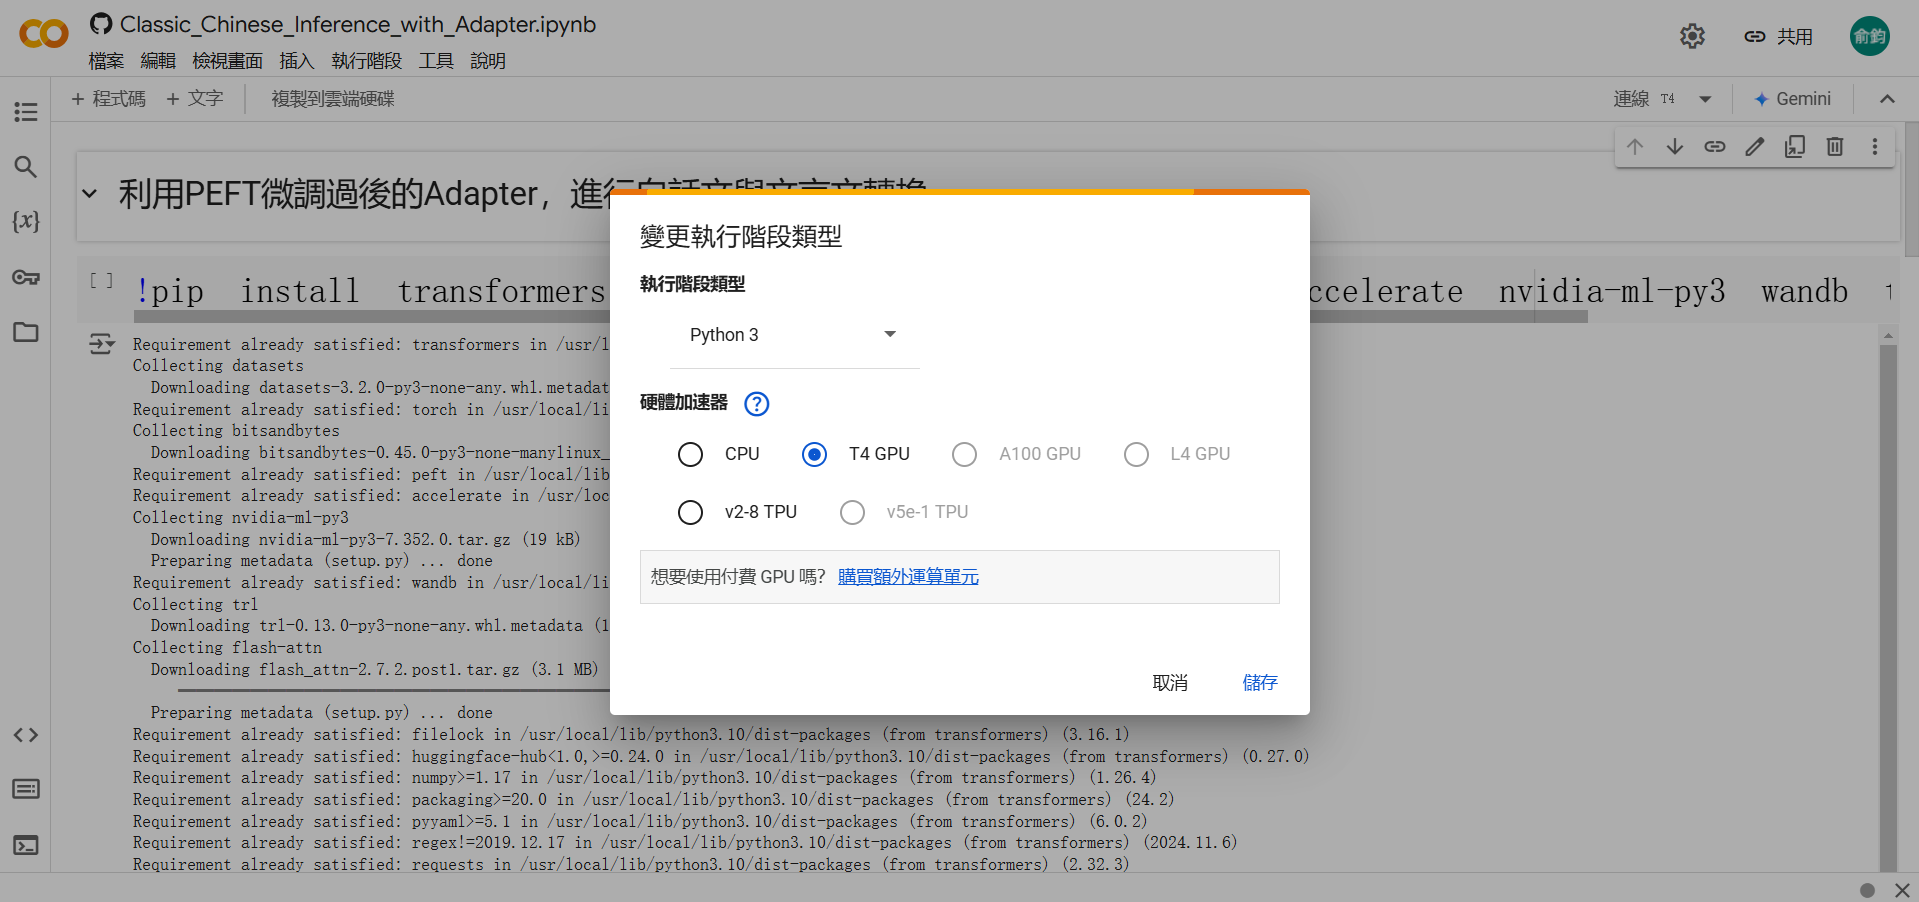 Classic_Chinese_Inference_with_Adapter.ipynb
檔案 編輯 檢視畫面 插入 執行階段 工具 說明
共用
俞鈞
+ 程式碼 + 文字 複製到雲端硬碟
連線 T4
Gemini
利用PEFT微調過後的Adapter，進行白話文與文言文轉換
[ ] !pip install transformers
ccelerate nvidia-ml-py3 wandb t
Requirement already satisfied: transformers in /usr/l
Collecting datasets
Downloading datasets-3.2.0-py3-none-any.whl.metadat
Requirement already satisfied: torch in /usr/local/li
Collecting bitsandbytes
Downloading bitsandbytes-0.45.0-py3-none-manylinux_
Requirement already satisfied: peft in /usr/local/lib
Requirement already satisfied: accelerate in /usr/loc
Collecting nvidia-ml-py3
Downloading nvidia-ml-py3-7.352.0.tar.gz (19 kB)
Preparing metadata (setup.py) ... done
Requirement already satisfied: wandb in /usr/local/li
Collecting trl
Downloading trl-0.13.0-py3-none-any.whl.metadata (1
Collecting flash-attn
Downloading flash_attn-2.7.2.post1.tar.gz (3.1 MB)
Preparing metadata (setup.py) ... done
Requirement already satisfied: filelock in /usr/local/lib/python3.10/dist-packages (from transformers) (3.16.1)
Requirement already satisfied: huggingface-hub<1.0,>=0.24.0 in /usr/local/lib/python3.10/dist-packages (from transformers) (0.27.0)
Requirement already satisfied: numpy>=1.17 in /usr/local/lib/python3.10/dist-packages (from transformers) (1.26.4)
Requirement already satisfied: packaging>=20.0 in /usr/local/lib/python3.10/dist-packages (from transformers) (24.2)
Requirement already satisfied: pyyaml>=5.1 in /usr/local/lib/python3.10/dist-packages (from transformers) (6.0.2)
Requirement already satisfied: regex!=2019.12.17 in /usr/local/lib/python3.10/dist-packages (from transformers) (2024.11.6)
Requirement already satisfied: requests in /usr/local/lib/python3.10/dist-packages (from transformers) (2.32.3)
變更執行階段類型
執行階段類型
Python 3
硬體加速器
CPU T4 GPU A100 GPU L4 GPU
v2-8 TPU v5e-1 TPU
想要使用付費 GPU 嗎？ 購買額外運算單元
取消 儲存